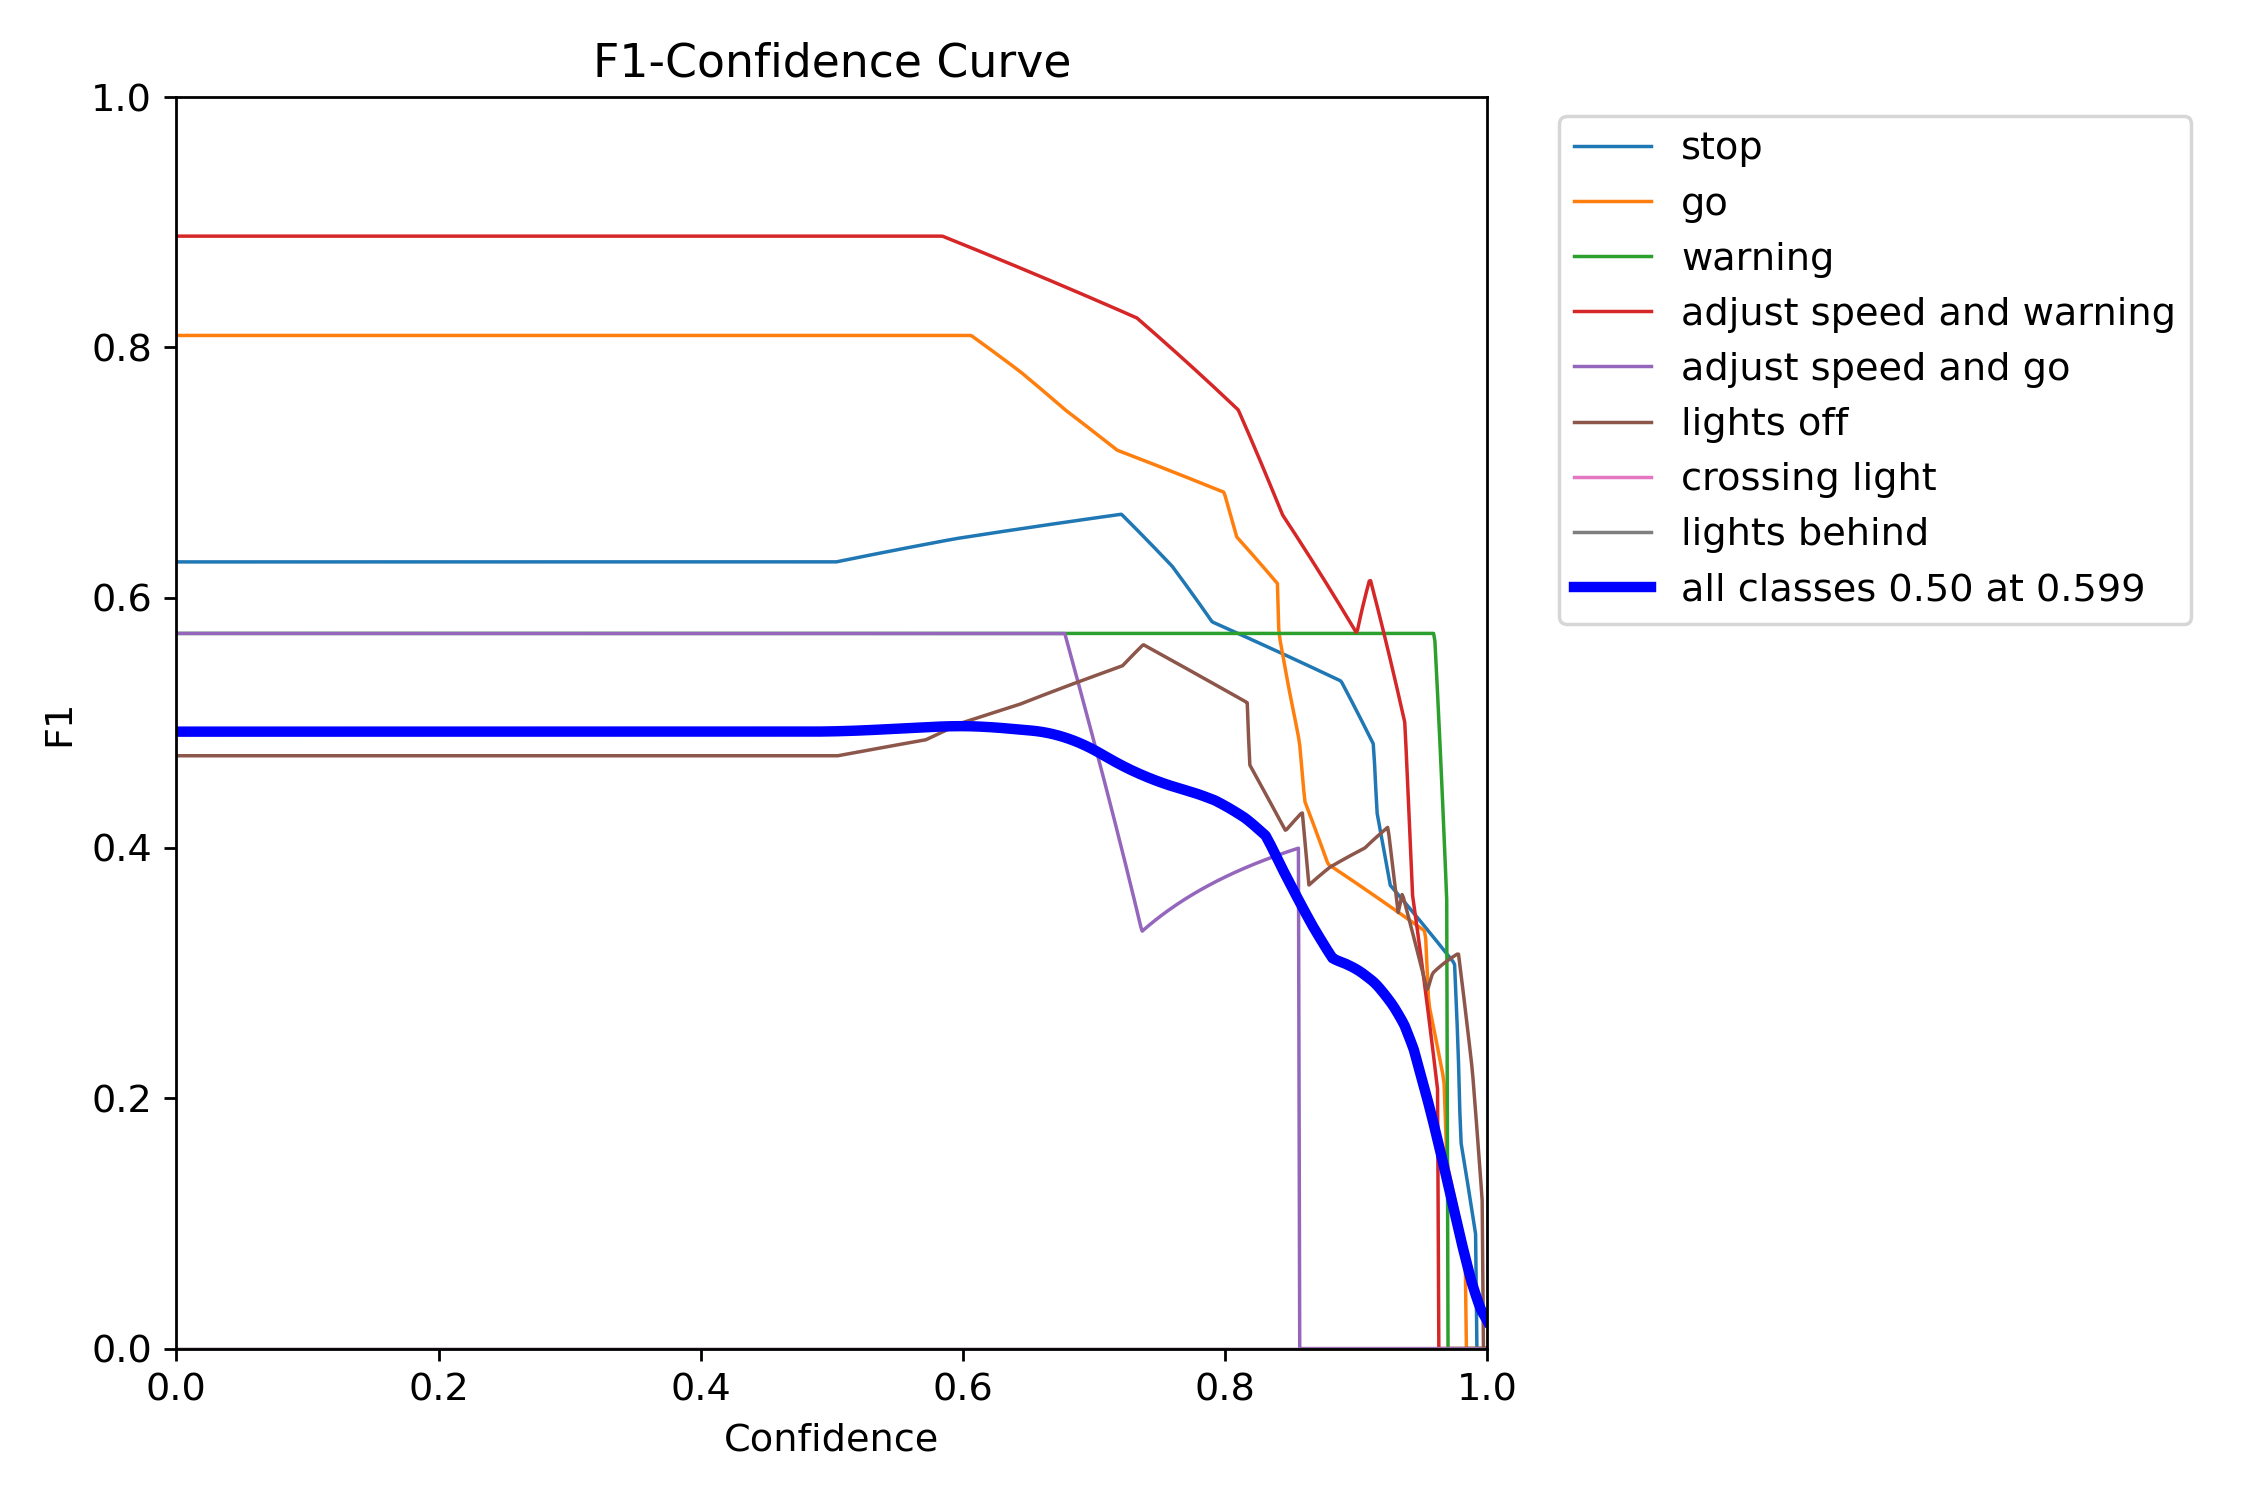 F1-Confidence Curve
1.0
0.8
0.6
0.4
0.2
0.0
F1
0.0 0.2 0.4 0.6 0.8 1.0
Confidence
stop
go
warning
adjust speed and warning
adjust speed and go
lights off
crossing light
lights behind
all classes 0.50 at 0.599